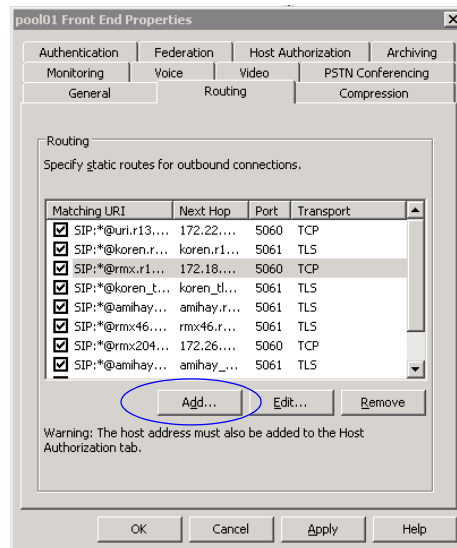 pool01 Front End Properties
Authentication Federation Host Authorization Archiving
Monitoring Voice Video PSTN Conferencing
General Routing Compression
Routing
Specify static routes for outbound connections.
Matching URI Next Hop Port Transport
SIP:*@uri.r13.... 172.22.... 5060 TCP
SIP:*@koren.r... koren.r1... 5061 TLS
SIP:*@rmx.r1... 172.18.... 5060 TCP
SIP:*@koren_t... koren_tl... 5061 TLS
SIP:*@amihay... amihay.r... 5061 TLS
SIP:*@rmx46.... rmx46.r... 5061 TLS
SIP:*@rmx204... 172.26.... 5060 TCP
SIP:*@amihay... amihay_... 5061 TLS
Add... Edit... Remove
Warning: The host address must also be added to the Host
Authorization tab.
OK Cancel Apply Help